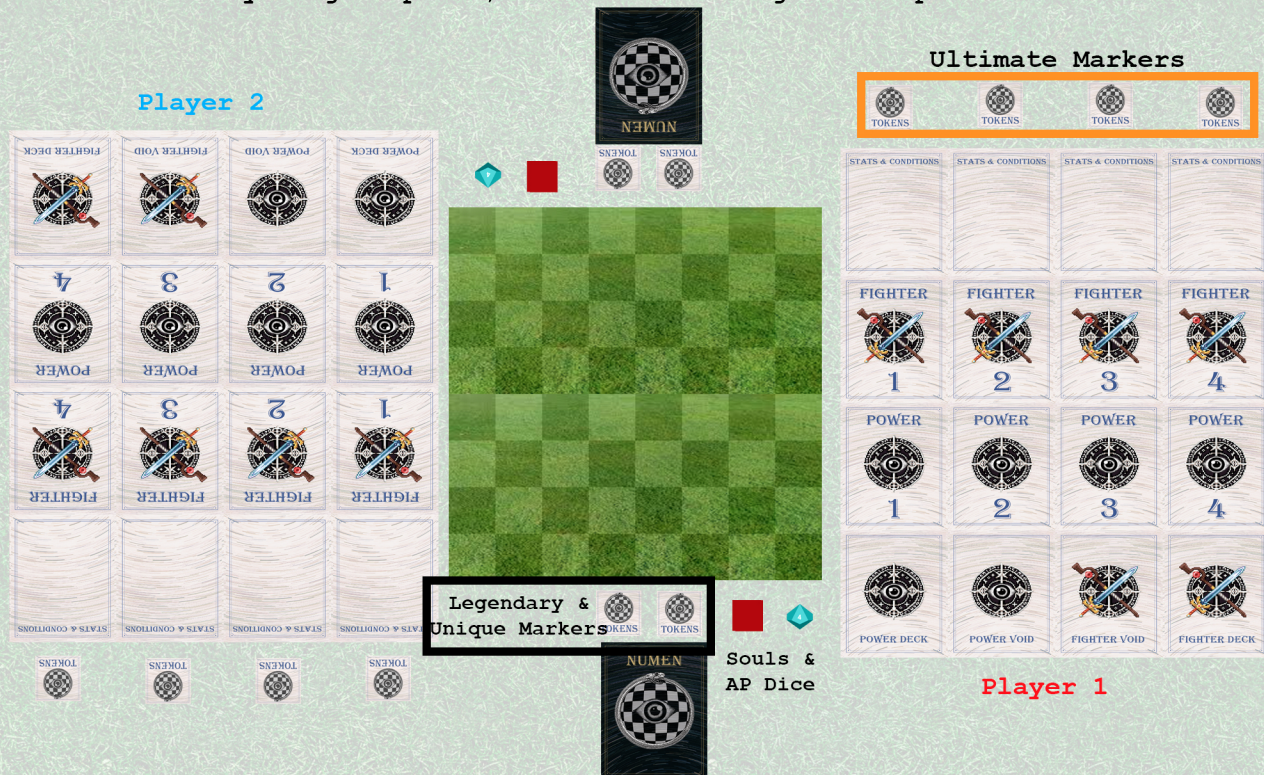 NUMEN
Ultimate Markers
TOKENS TOKENS TOKENS TOKENS
Player 2
FIGHTER DECK FIGHTER VOID POWER VOID POWER DECK
4 3 2 1
POWER POWER POWER POWER
4 3 2 1
FIGHTER FIGHTER FIGHTER FIGHTER
STATS & CONDITIONS STATS & CONDITIONS STATS & CONDITIONS STATS & CONDITIONS
TOKENS TOKENS TOKENS TOKENS
TOKENS TOKENS
STATS & CONDITIONS STATS & CONDITIONS STATS & CONDITIONS STATS & CONDITIONS
FIGHTER FIGHTER FIGHTER FIGHTER
1 2 3 4
POWER POWER POWER POWER
1 2 3 4
POWER DECK POWER VOID FIGHTER VOID FIGHTER DECK
Player 1
Legendary &
Unique Markers
TOKENS TOKENS
NUMEN
Souls &
AP Dice